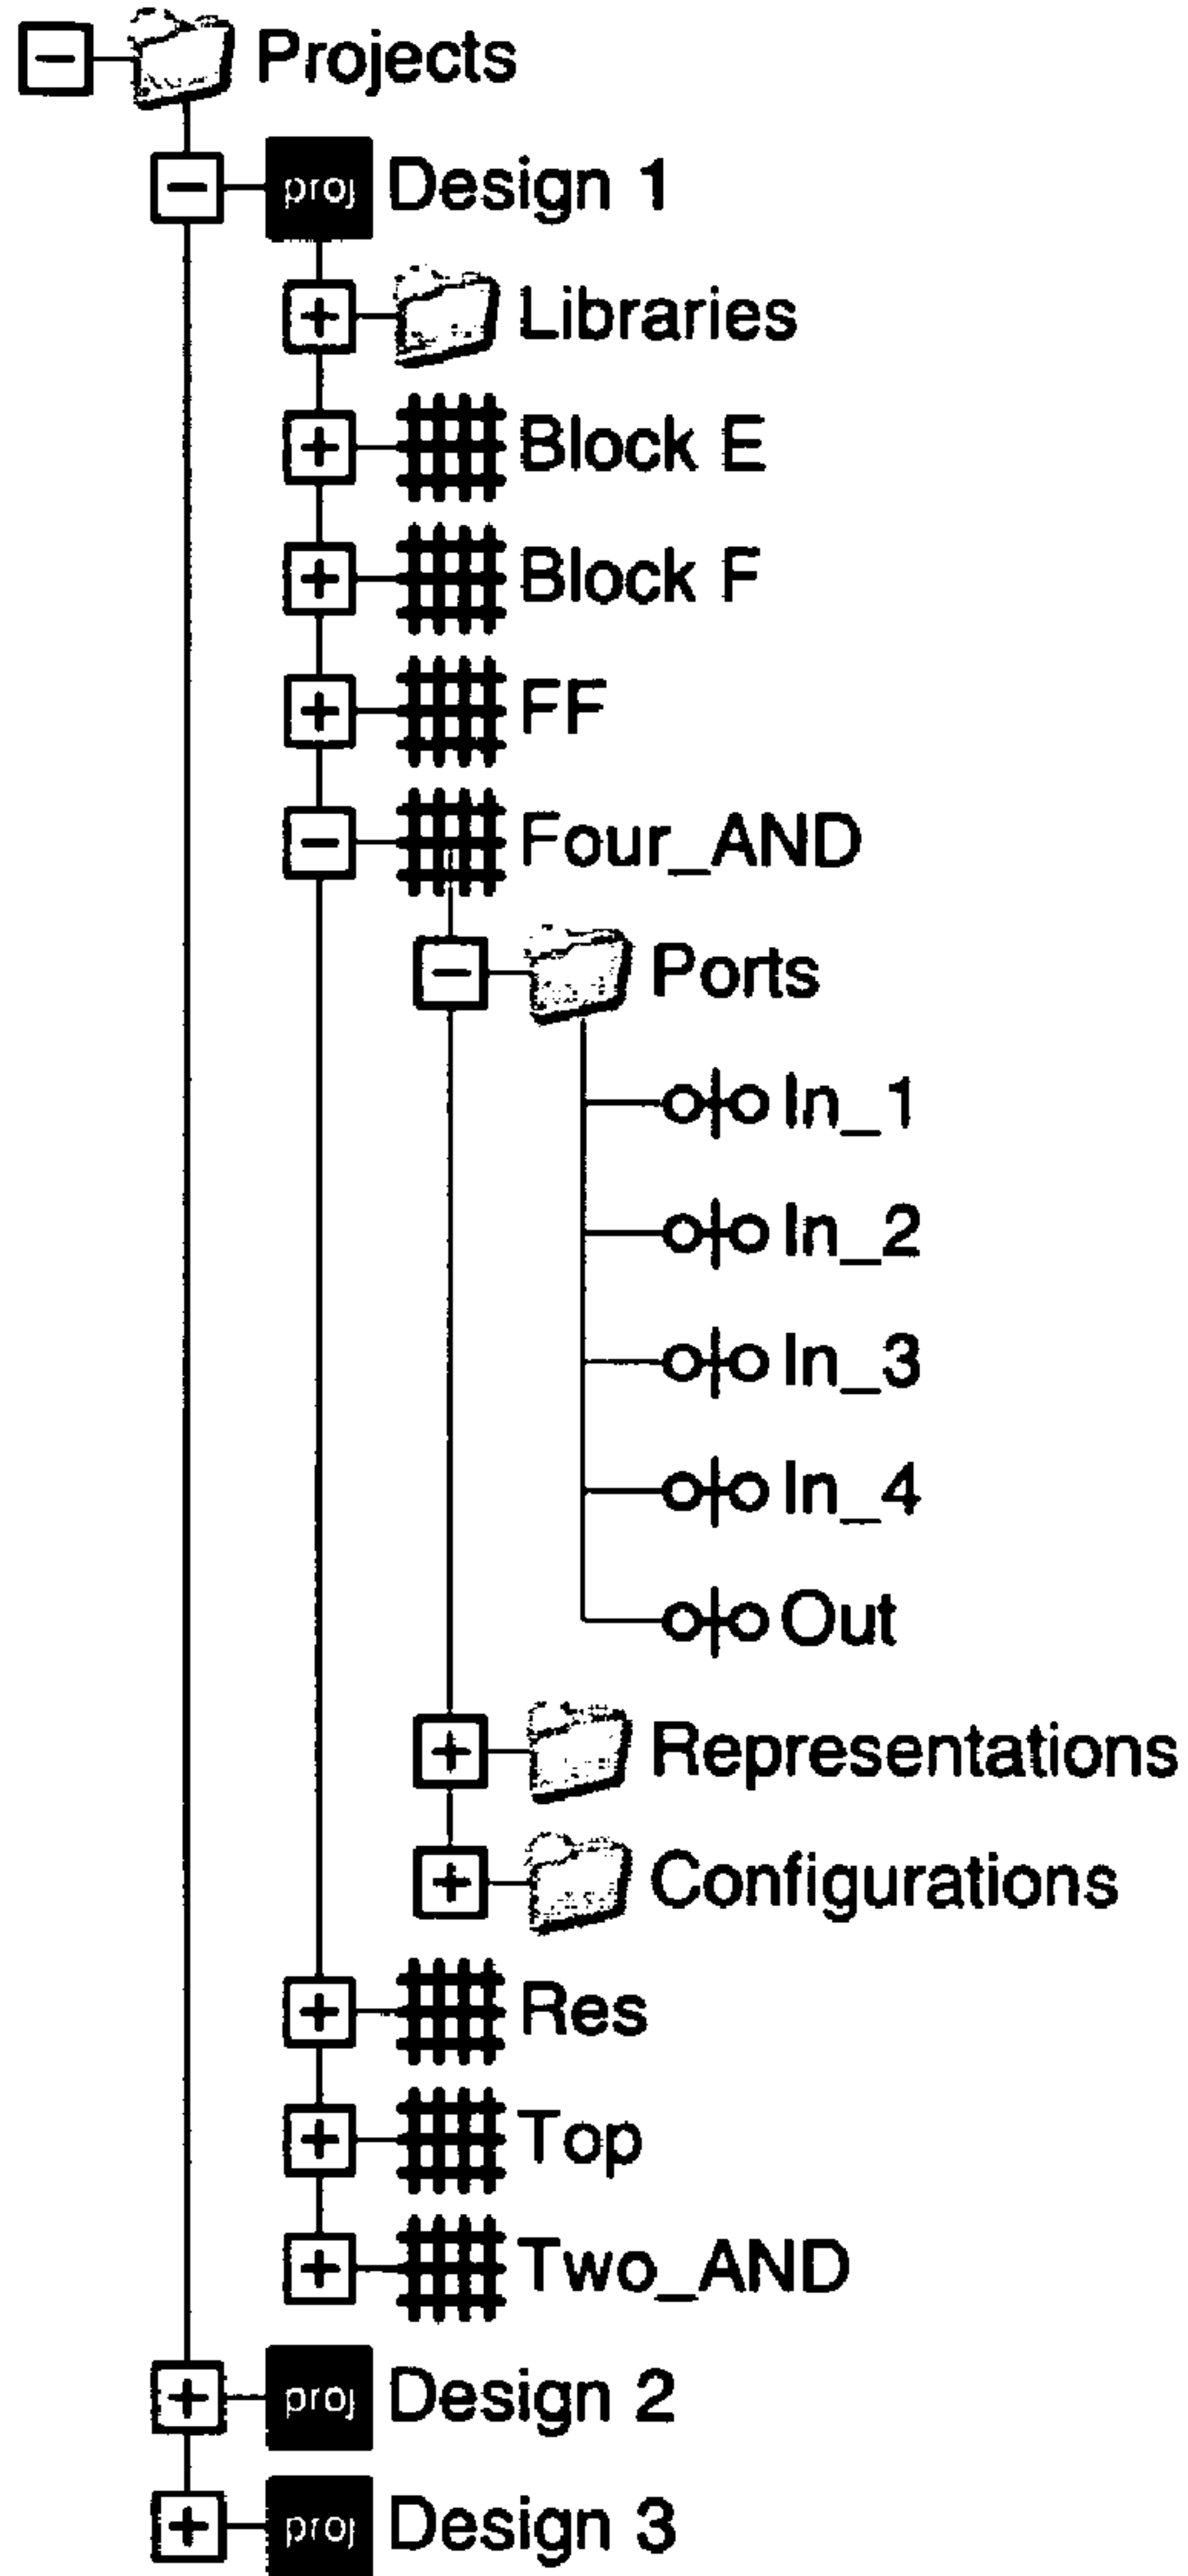 Projects
proj Design 1
Libraries
Block E
Block F
FF
Four_AND
Ports
In_1
In_2
In_3
In_4
Out
Representations
Configurations
Res
Top
Two_AND
proj Design 2
proj Design 3